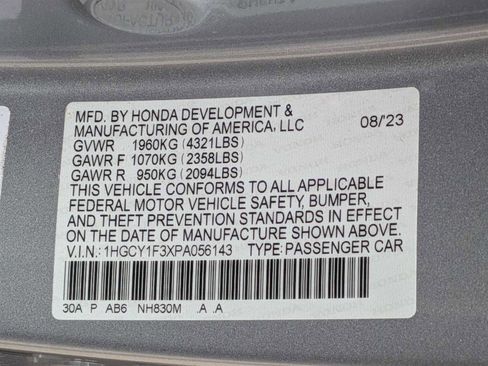 MFD. BY HONDA DEVELOPMENT &
MANUFACTURING OF AMERICA, LLC 08/'23
GVWR 1960KG (4321LBS)
GAWR F 1070KG (2358LBS)
GAWR R 950KG (2094LBS)
THIS VEHICLE CONFORMS TO ALL APPLICABLE
FEDERAL MOTOR VEHICLE SAFETY, BUMPER,
AND THEFT PREVENTION STANDARDS IN EFFECT
ON THE DATE OF MANUFACTURE SHOWN ABOVE.
V.I.N.: 1HGCY1F3XPA056143 TYPE: PASSENGER CAR
30A P AB6 NH830M .A .A